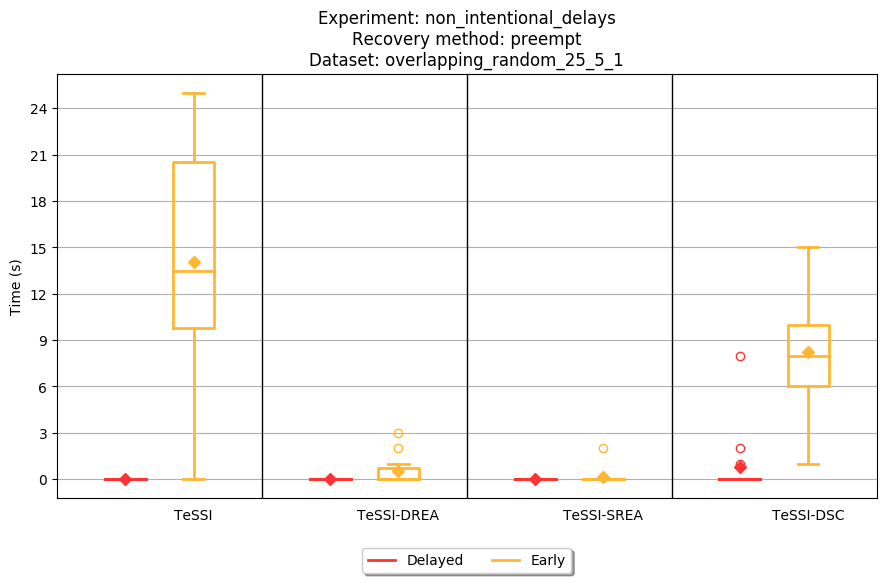 Experiment: non_intentional_delays
Recovery method: preempt
Dataset: overlapping_random_25_5_1
24
21
18
15
12
9
6
3
0
Time (s)
TeSSI
TeSSI-DREA
TeSSI-SREA
TeSSI-DSC
Delayed
Early